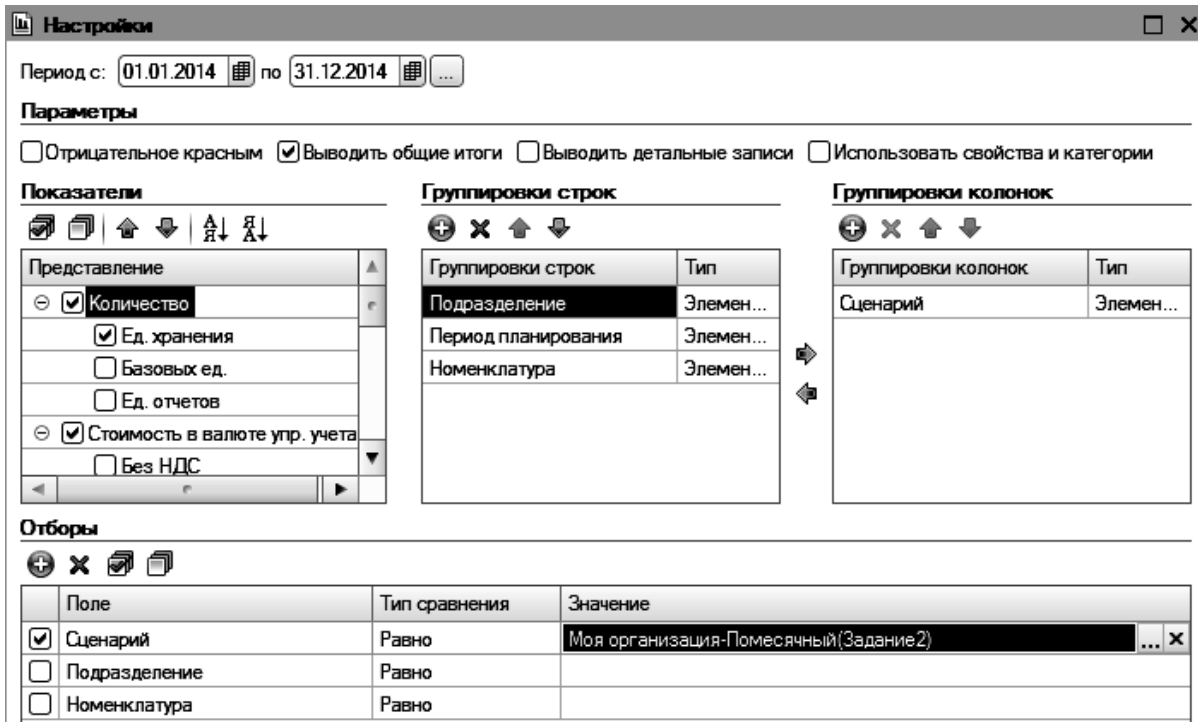 Настройки
Период с: 01.01.2014 по 31.12.2014 ...
Параметры
Отрицательное красным Выводить общие итоги Выводить детальные записи Использовать свойства и категории
Показатели Группировки строк Группировки колонок
Представление Группировки строк Тип Группировки колонок Тип
Количество Подразделение Элемен... Сценарий Элемен...
Ед. хранения Период планирования Элемен...
Базовых ед. Номенклатура Элемен...
Ед. отчетов
Стоимость в валюте упр. учета
Без НДС
Отборы
Поле Тип сравнения Значение
Сценарий Равно Моя организация-Помесячный(Задание2) ...
Подразделение Равно
Номенклатура Равно